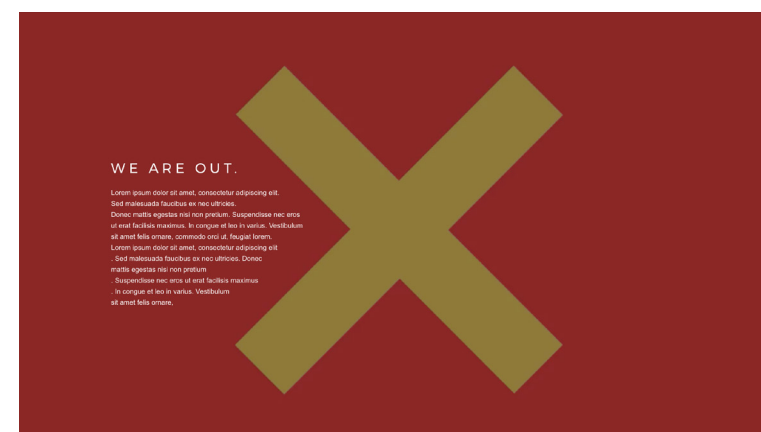 WE ARE OUT.
Lorem ipsum dolor sit amet, consectetur adipiscing elit.
Sed malesuada faucibus ex nec ultricies.
Donec mattis egestas nisi non pretium. Suspendisse nec eros
ut erat facilisis maximus. In congue et leo in varius. Vestibulum
sit amet felis ornare, commodo orci ut, feugiat lorem.
Lorem ipsum dolor sit amet, consectetur adipiscing elit
. Sed malesuada faucibus ex nec ultricies. Donec
mattis egestas nisi non pretium
. Suspendisse nec eros ut erat facilisis maximus
. In congue et leo in varius. Vestibulum
sit amet felis ornare,